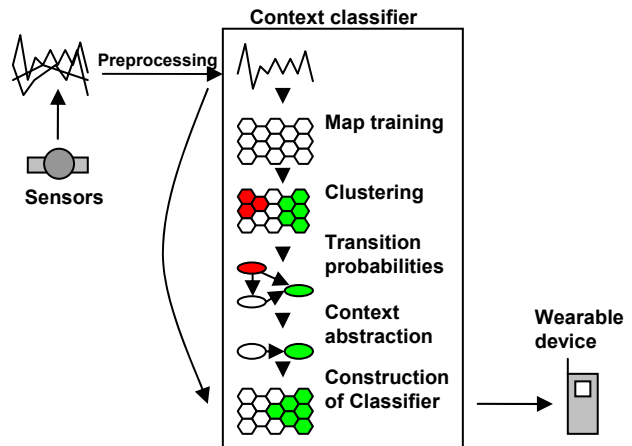 Context classifier
Preprocessing
Map training
Sensors
Clustering
Transition
probabilities
Context
abstraction
Wearable
device
Construction
of Classifier